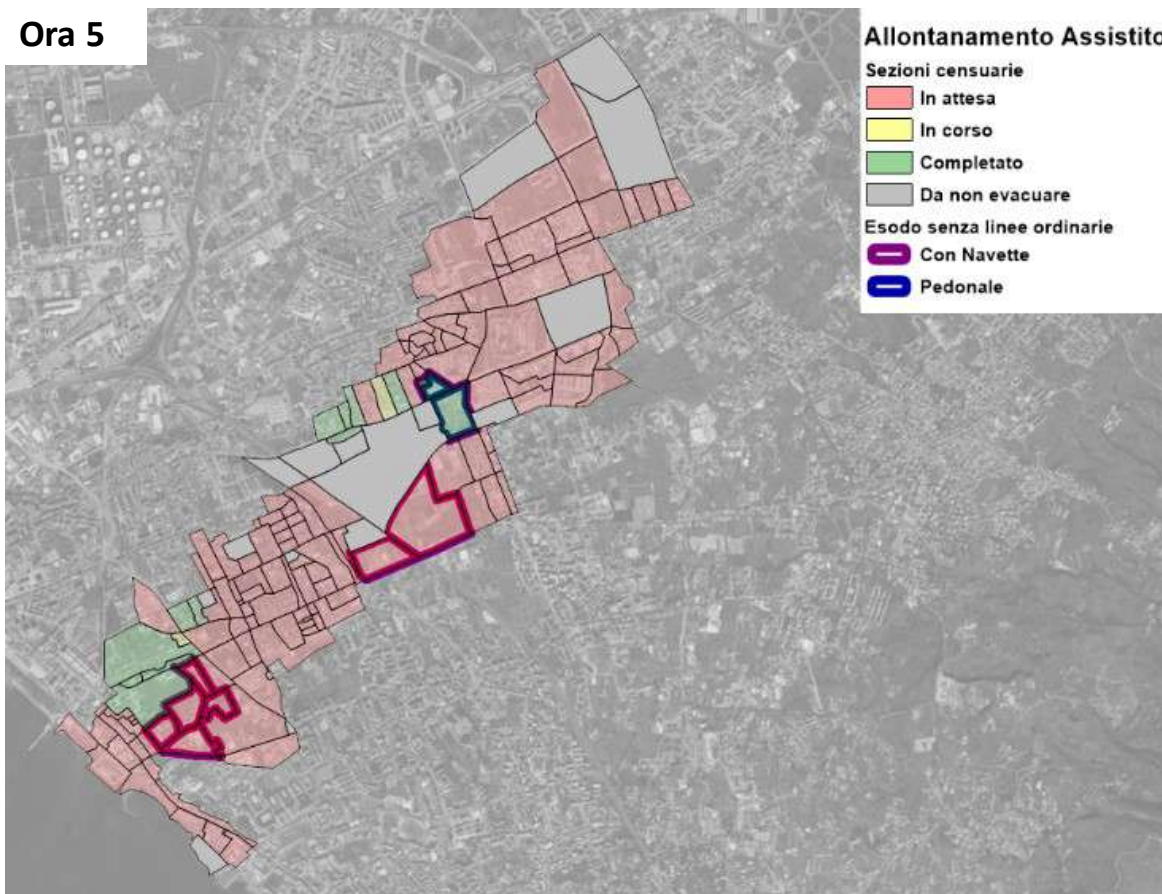 Ora 5
Allontanamento Assistito
Sezioni censuarie
In attesa
In corso
Completato
Da non evacuare
Esodo senza linee ordinarie
Con Navette
Pedonale